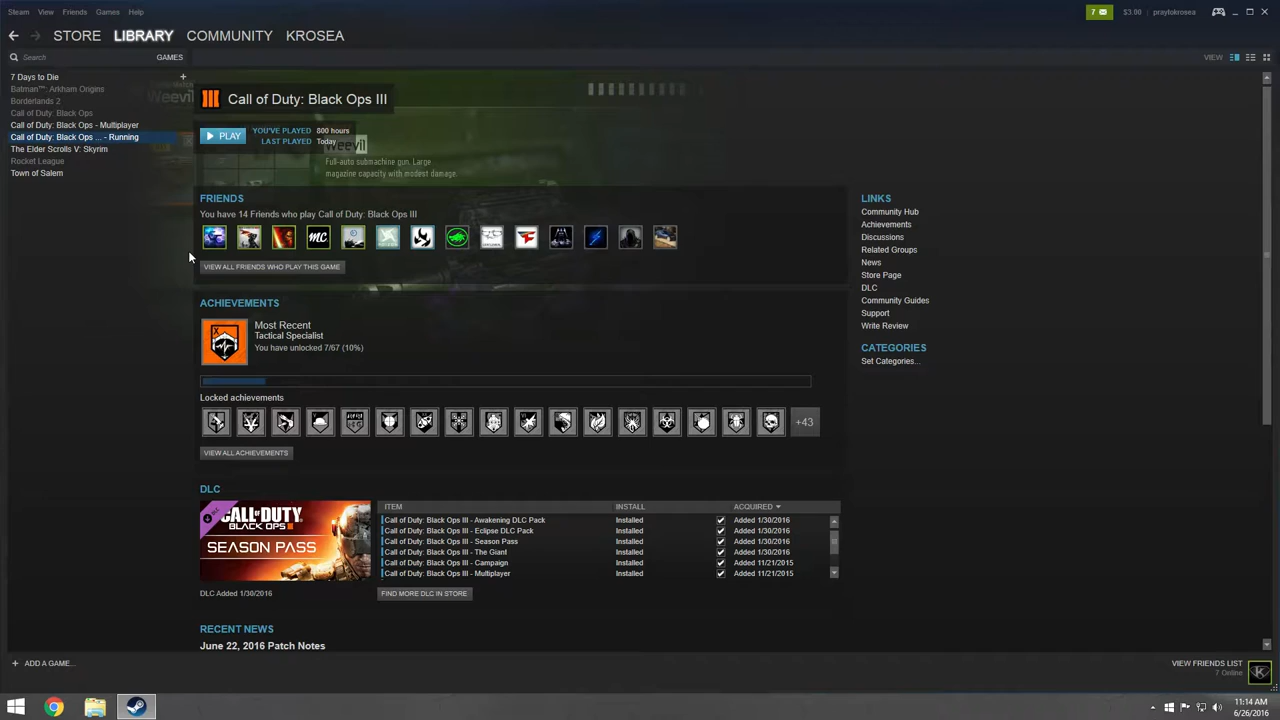 Steam View Friends Games Help
7 $3.00 praytokrosea
STORE LIBRARY COMMUNITY KROSEA
Search GAMES
VIEW
7 Days to Die
Batman™: Arkham Origins
Borderlands 2
Call of Duty: Black Ops
Call of Duty: Black Ops - Multiplayer
Call of Duty: Black Ops ... - Running
The Elder Scrolls V: Skyrim
Rocket League
Town of Salem
Weevil
Call of Duty: Black Ops III
PLAY
YOU'VE PLAYED 800 hours
LAST PLAYED Today
Weevil
Full-auto submachine gun. Large
magazine capacity with modest damage.
FRIENDS
You have 14 Friends who play Call of Duty: Black Ops III
MC
VIEW ALL FRIENDS WHO PLAY THIS GAME
ACHIEVEMENTS
X
Most Recent
Tactical Specialist
You have unlocked 7/67 (10%)
Locked achievements
+43
VIEW ALL ACHIEVEMENTS
DLC
CALL OF DUTY
BLACK OPS III
SEASON PASS
DLC Added 1/30/2016
ITEM INSTALL ACQUIRED
Call of Duty: Black Ops III - Awakening DLC Pack Installed Added 1/30/2016
Call of Duty: Black Ops III - Eclipse DLC Pack Installed Added 1/30/2016
Call of Duty: Black Ops III - Season Pass Installed Added 1/30/2016
Call of Duty: Black Ops III - The Giant Installed Added 1/30/2016
Call of Duty: Black Ops III - Campaign Installed Added 11/21/2015
Call of Duty: Black Ops III - Multiplayer Installed Added 11/21/2015
FIND MORE DLC IN STORE
RECENT NEWS
June 22, 2016 Patch Notes
LINKS
Community Hub
Achievements
Discussions
Related Groups
News
Store Page
DLC
Community Guides
Support
Write Review
CATEGORIES
Set Categories...
+ ADD A GAME...
VIEW FRIENDS LIST
7 Online
K
11:14 AM
6/26/2016